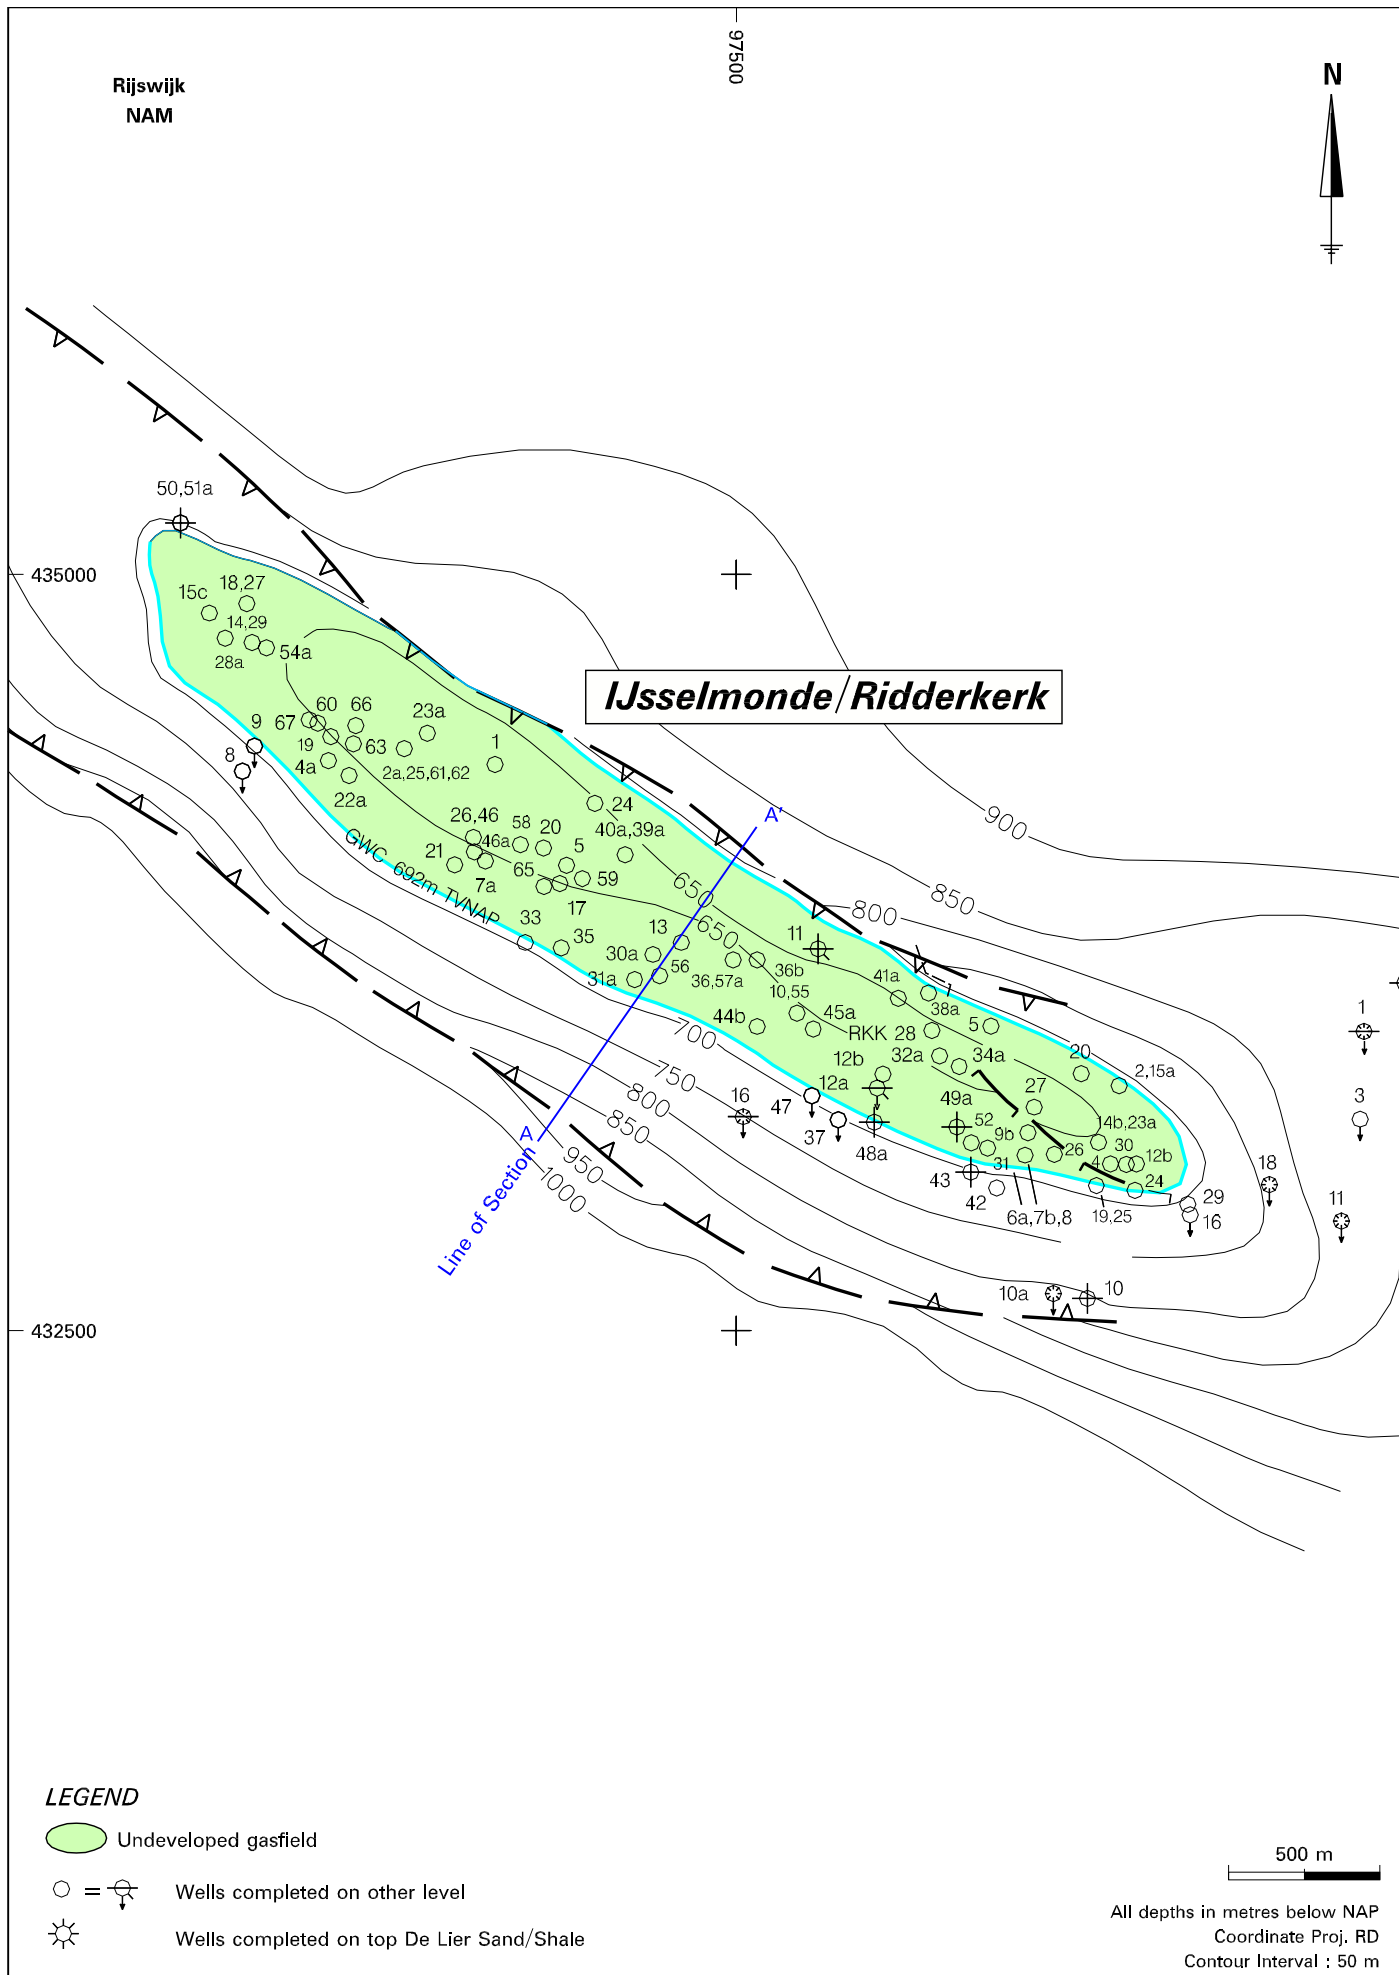 97500
Rijswijk
NAM
N
50,51a
435000
15c
18,27
14,29
28a
54a
IJsselmonde/Ridderkerk
67
60
66
23a
9
8
19
63
1
4a
2a,25,61,62
22a
24
A'
26,46
58
20
40a,39a
900
GWC 692m TVNAP
46a
5
21
7a
65
59
650
850
17
800
33
35
13
650
11
30a
56
36b
31a
36,57a
41a
10,55
38a
1
44b
45a
RKK 28
5
700
32a
34a
20
750
12b
2,15a
12a
27
800
16
47
49a
3
850
37
52
14b,23a
A
48a
9b
26
30
4
12b
950
43
31
18
1000
42
24
29
11
Line of Section
6a,7b,8
19,25
16
10a
10
432500
LEGEND
Undeveloped gasfield
= Wells completed on other level
Wells completed on top De Lier Sand/Shale
500 m
All depths in metres below NAP
Coordinate Proj. RD
Contour Interval : 50 m